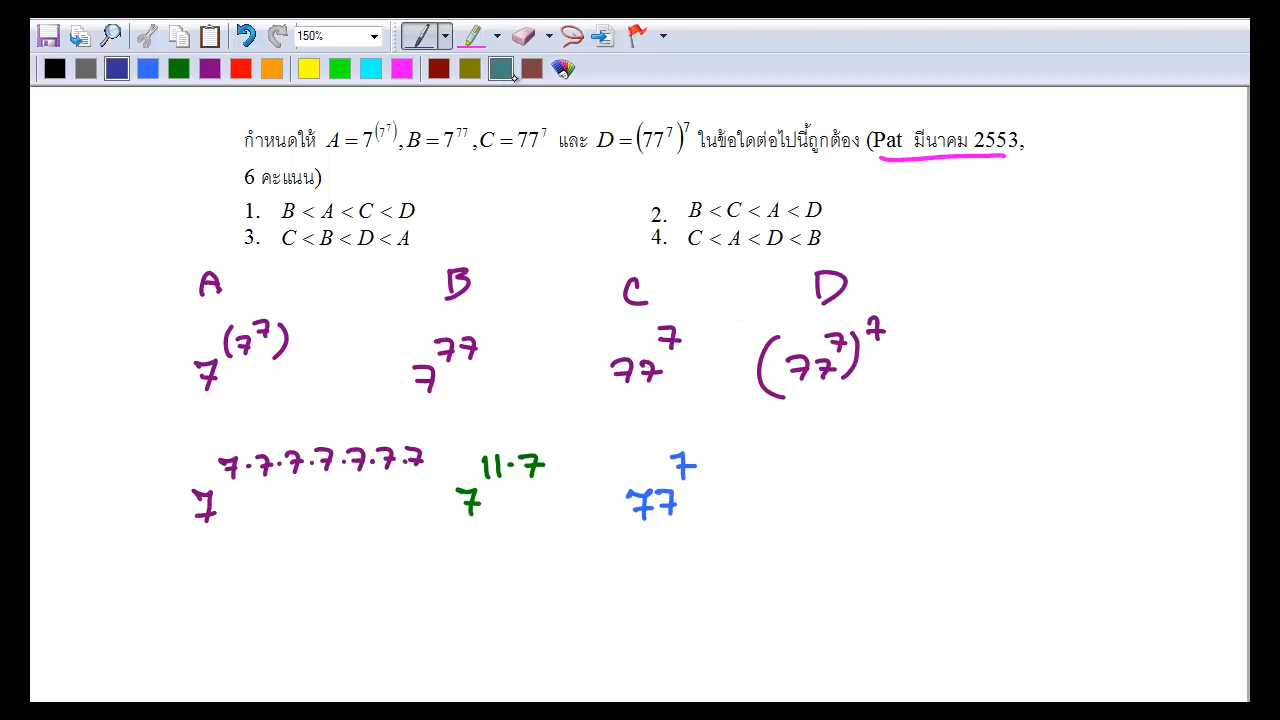 150%
กำหนดให้ A = 7^(7^7), B = 7^77, C = 77^7 และ D = (77^7)^7 ในข้อใดต่อไปนี้ถูกต้อง (Pat มีนาคม 2553,
6 คะแนน)
1. B < A < C < D 2. B < C < A < D
3. C < B < D < A 4. C < A < D < B
A B C D
7^(7^7) 7^77 77^7 (77^7)^7
7^7·7·7·7·7·7·7 7^11·7 77^7